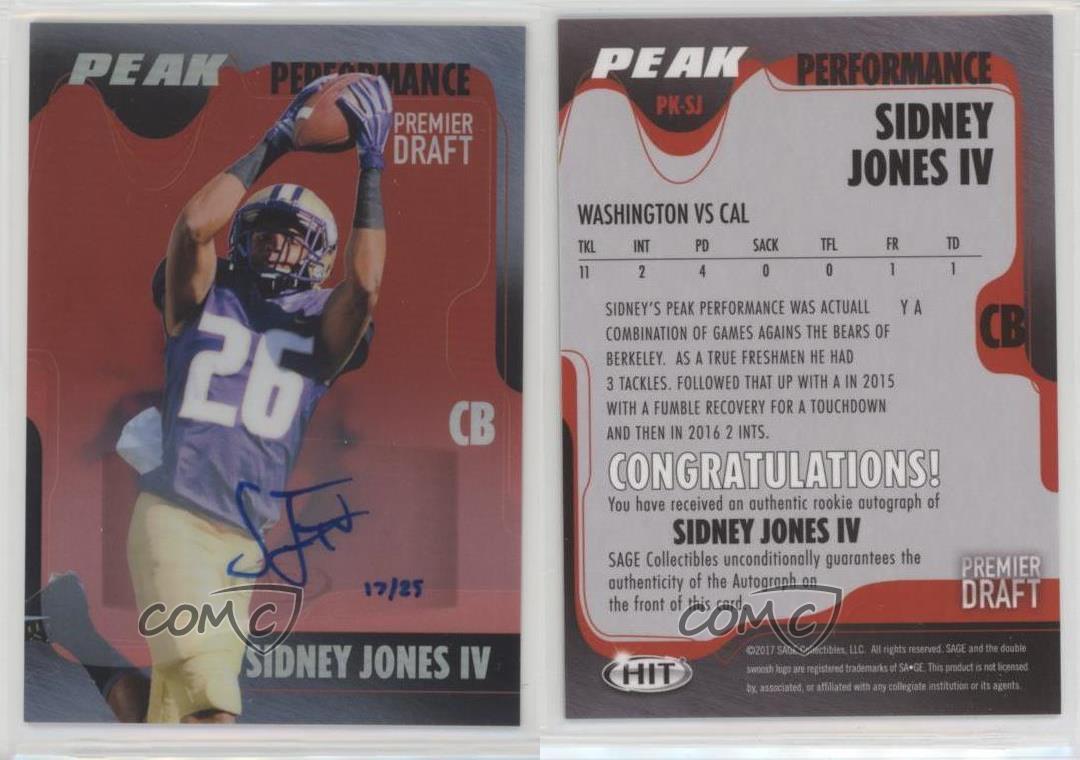 PEAK PERFORMANCE
PREMIER
DRAFT
26
CB
17/25
COMC
SIDNEY JONES IV
PEAK PERFORMANCE
PK-SJ
SIDNEY
JONES IV
WASHINGTON VS CAL
TKL INT PD SACK TFL FR TD
11 2 4 0 0 1 1
SIDNEY'S PEAK PERFORMANCE WAS ACTUALL Y A
COMBINATION OF GAMES AGAINS THE BEARS OF
BERKELEY. AS A TRUE FRESHMEN HE HAD
3 TACKLES. FOLLOWED THAT UP WITH A IN 2015
WITH A FUMBLE RECOVERY FOR A TOUCHDOWN
AND THEN IN 2016 2 INTS.
CB
CONGRATULATIONS!
You have received an authentic rookie autograph of
SIDNEY JONES IV
SAGE Collectibles unconditionally guarantees the
authenticity of the Autograph on
the front of this card.
PREMIER
DRAFT
COMC
HIT
©2017 SAGE Collectibles, LLC. All rights reserved. SAGE and the double
swoosh logo are registered trademarks of SA•GE. This product is not licensed
by, associated, or affiliated with any collegiate institution or its agents.